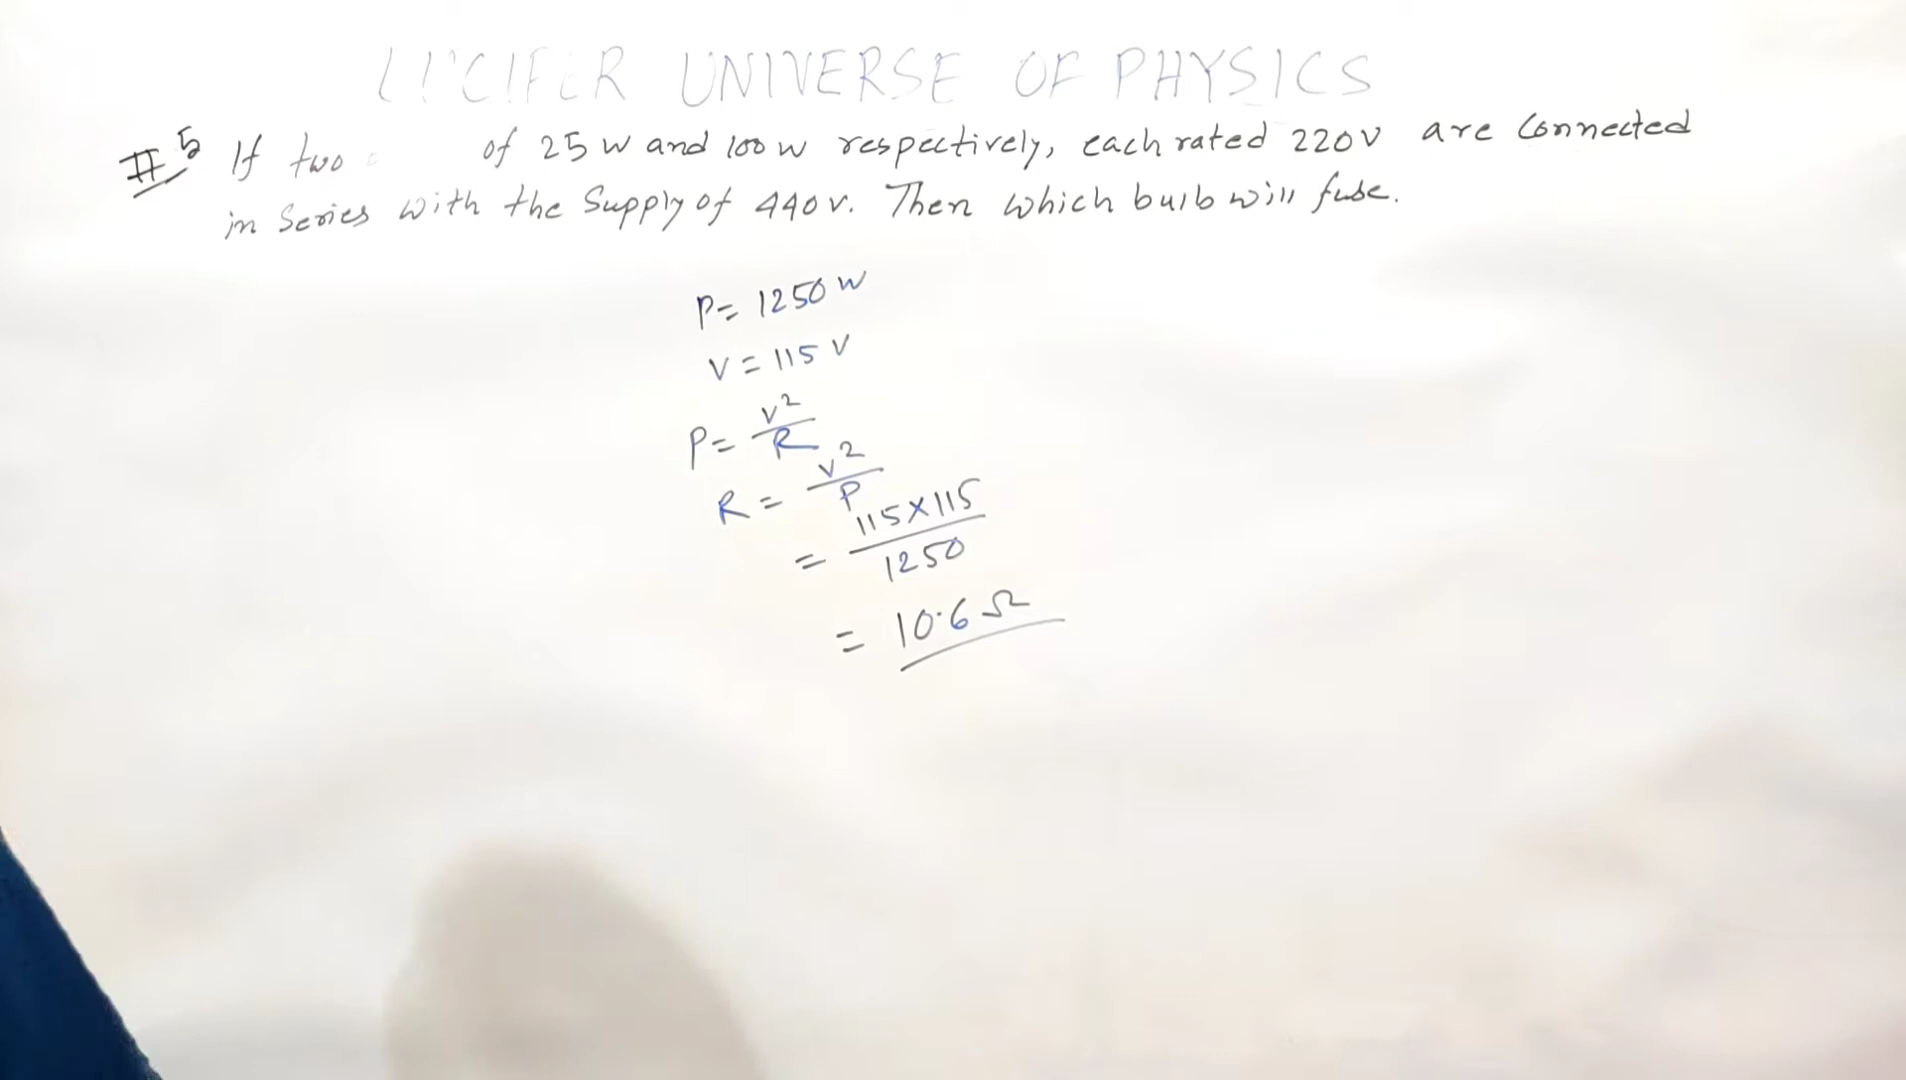 LUCIFER UNIVERSE OF PHYSICS
#5 If two of 25 W and 100 W respectively, each rated 220V are connected
in Series with the Supply of 440V. Then which bulb will fuse.
P = 1250 W
V = 115 V
P = V²/R
R = V²/P
= 115×115/1250
= 10.6 Ω